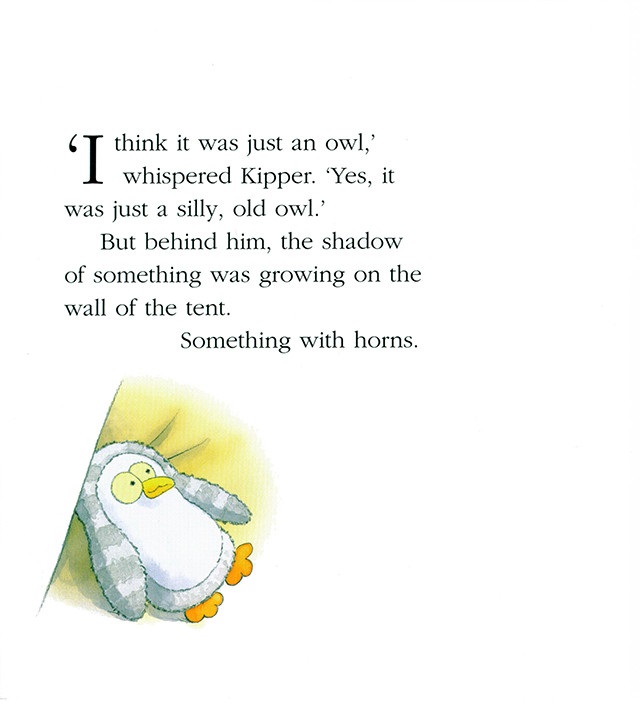 ‘I think it was just an owl,’
whispered Kipper. ‘Yes, it
was just a silly, old owl.’
But behind him, the shadow
of something was growing on the
wall of the tent.
Something with horns.